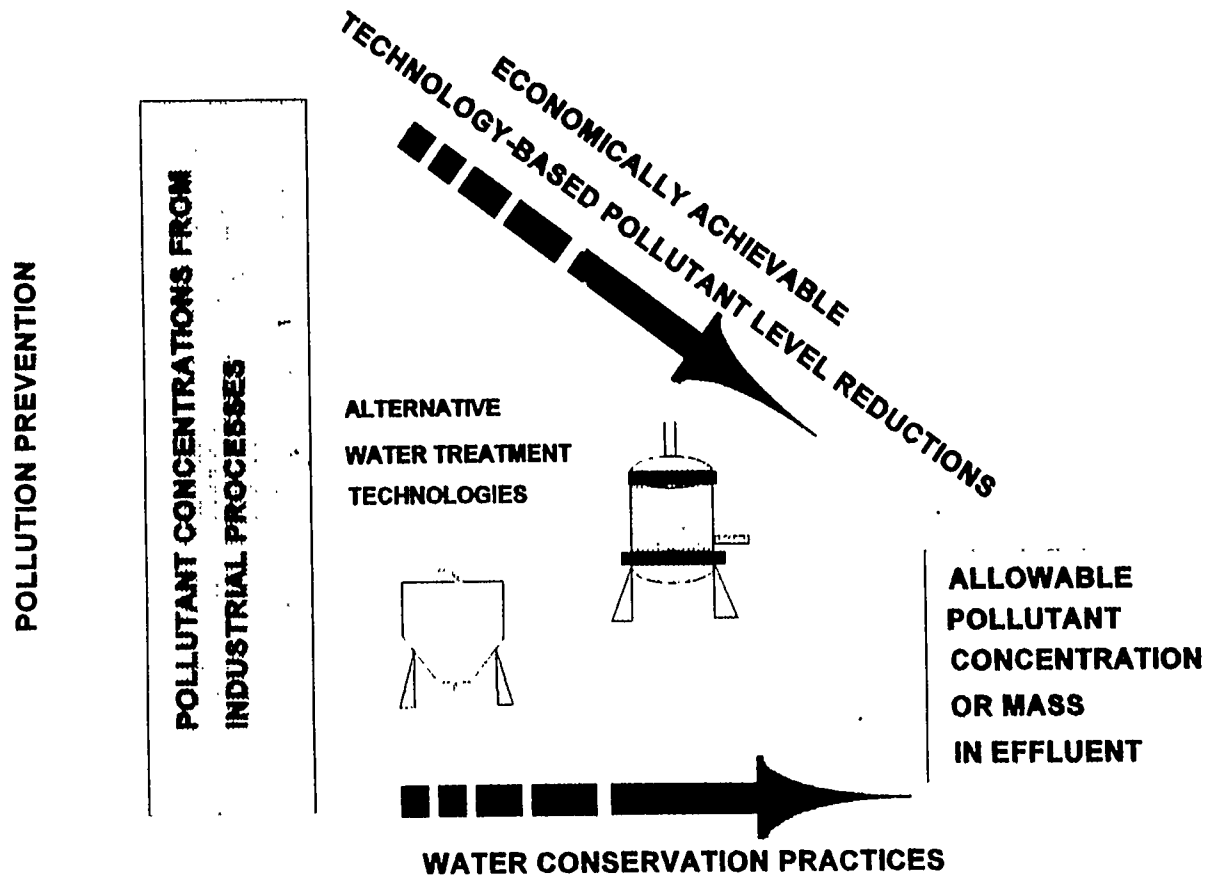 POLLUTION PREVENTION
POLLUTANT CONCENTRATIONS FROM
INDUSTRIAL PROCESSES
ECONOMICALLY ACHIEVABLE
TECHNOLOGY-BASED POLLUTANT LEVEL REDUCTIONS
ALTERNATIVE
WATER TREATMENT
TECHNOLOGIES
ALLOWABLE
POLLUTANT
CONCENTRATION
OR MASS
IN EFFLUENT
WATER CONSERVATION PRACTICES